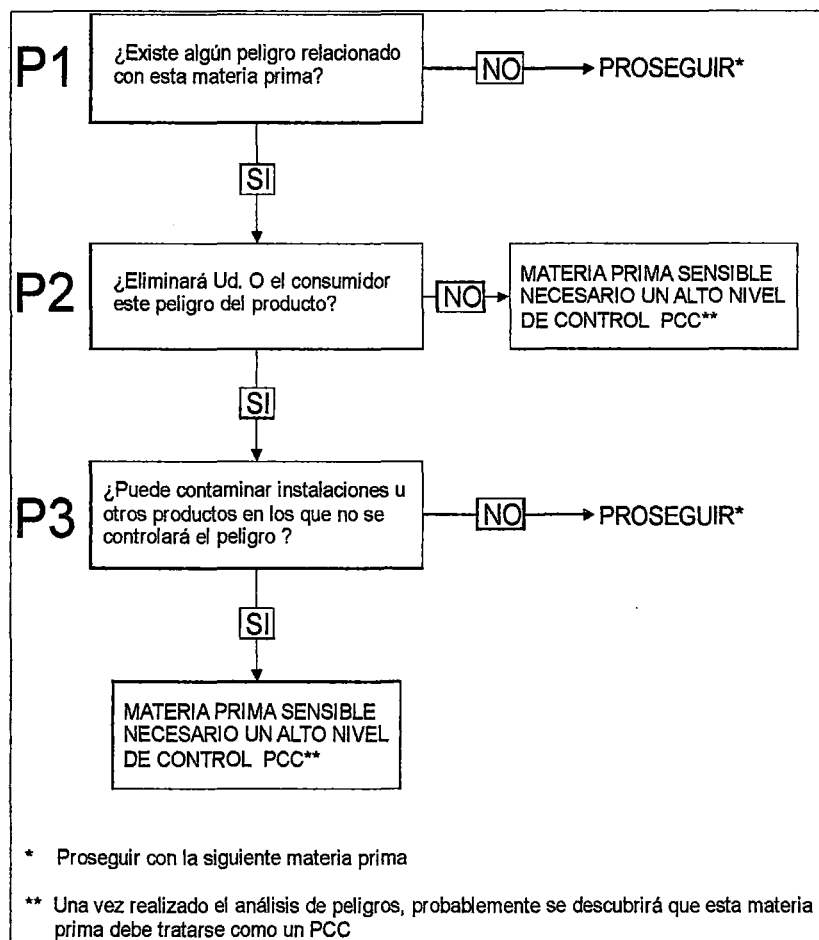 P1
¿Existe algún peligro relacionado
con esta materia prima?
NO
PROSEGUIR*
SI
P2
¿Eliminará Ud. O el consumidor
este peligro del producto?
NO
MATERIA PRIMA SENSIBLE
NECESARIO UN ALTO NIVEL
DE CONTROL PCC**
SI
P3
¿Puede contaminar instalaciones u
otros productos en los que no se
controlará el peligro ?
NO
PROSEGUIR*
SI
MATERIA PRIMA SENSIBLE
NECESARIO UN ALTO NIVEL
DE CONTROL PCC**
* Proseguir con la siguiente materia prima
** Una vez realizado el análisis de peligros, probablemente se descubrirá que esta materia
prima debe tratarse como un PCC